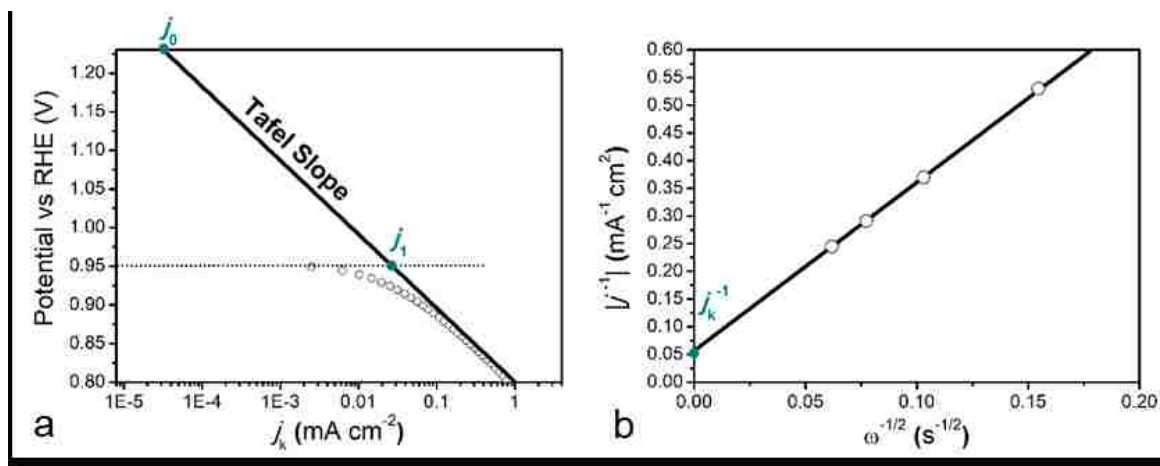 j0
1.20
1.15
1.10
1.05
1.00
0.95
0.90
0.85
0.80
Potential vs RHE (V)
Tafel Slope
j1
1E-5 1E-4 1E-3 0.01 0.1 1
jk (mA cm-2)
a
0.60
0.55
0.50
0.45
0.40
0.35
0.30
0.25
0.20
0.15
0.10
0.05
0.00
|j-1| (mA-1 cm2)
jk-1
0.00 0.05 0.10 0.15 0.20
ω-1/2 (s-1/2)
b